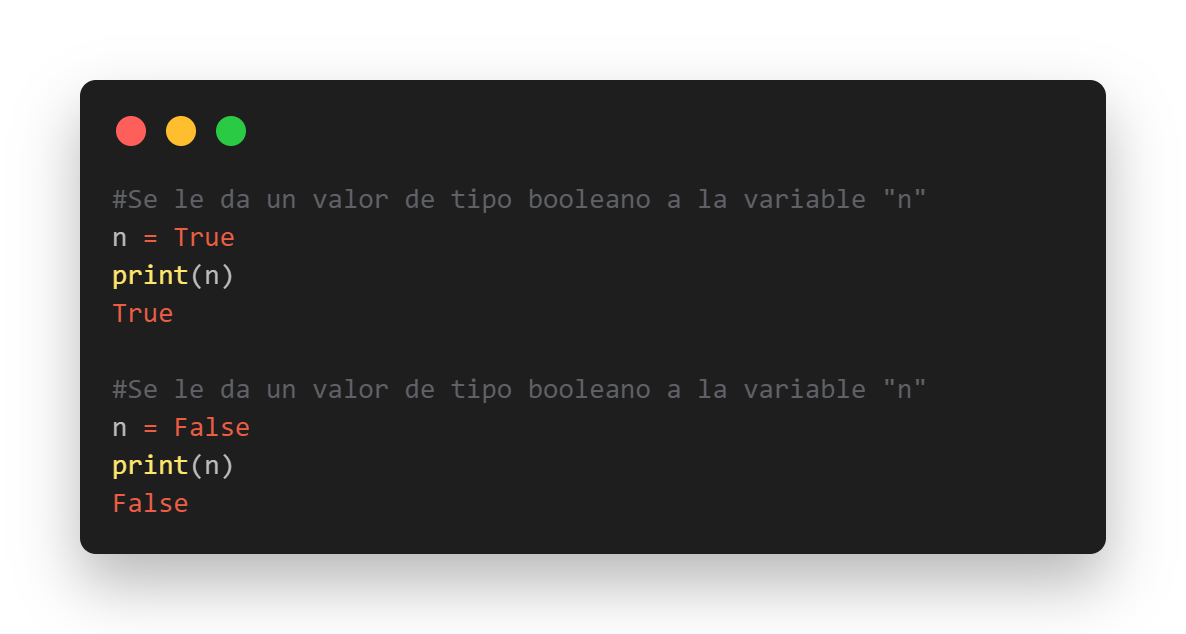 #Se le da un valor de tipo booleano a la variable "n"
n = True
print(n)
True

#Se le da un valor de tipo booleano a la variable "n"
n = False
print(n)
False